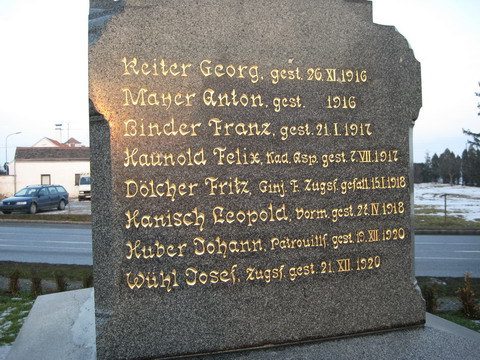 Reiter Georg, gest. 26.XI.1916
Mayer Anton, gest. 1916
Binder Franz, gest. 21.I.1917
Haunold Felix, Kad. Asp. gest. 7.VII.1917
Dölcher Fritz, Einj. F. Zugsf. gefall. 15.I.1918
Hanisch Leopold, Vorm. gest. 28.IV.1918
Huber Johann, Patrouillf. gest. 19.XII.1920
Wühl Josef, Zugsf. gest. 21.XII.1920